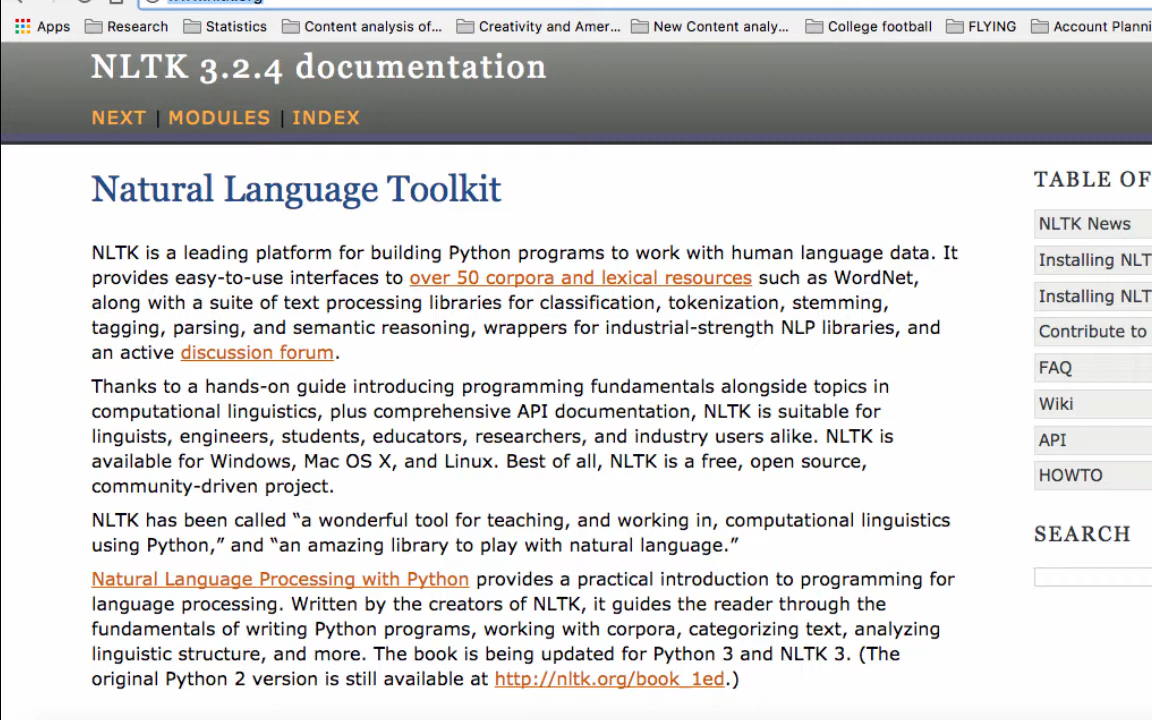 Apps Research Statistics Content analysis of... Creativity and Amer... New Content analy... College football FLYING Account Planni
NLTK 3.2.4 documentation
NEXT | MODULES | INDEX
Natural Language Toolkit
NLTK is a leading platform for building Python programs to work with human language data. It
provides easy-to-use interfaces to over 50 corpora and lexical resources such as WordNet,
along with a suite of text processing libraries for classification, tokenization, stemming,
tagging, parsing, and semantic reasoning, wrappers for industrial-strength NLP libraries, and
an active discussion forum.
Thanks to a hands-on guide introducing programming fundamentals alongside topics in
computational linguistics, plus comprehensive API documentation, NLTK is suitable for
linguists, engineers, students, educators, researchers, and industry users alike. NLTK is
available for Windows, Mac OS X, and Linux. Best of all, NLTK is a free, open source,
community-driven project.
NLTK has been called “a wonderful tool for teaching, and working in, computational linguistics
using Python,” and “an amazing library to play with natural language.”
Natural Language Processing with Python provides a practical introduction to programming for
language processing. Written by the creators of NLTK, it guides the reader through the
fundamentals of writing Python programs, working with corpora, categorizing text, analyzing
linguistic structure, and more. The book is being updated for Python 3 and NLTK 3. (The
original Python 2 version is still available at http://nltk.org/book_1ed.)
TABLE OF
NLTK News
Installing NLT
Installing NLT
Contribute to
FAQ
Wiki
API
HOWTO
SEARCH